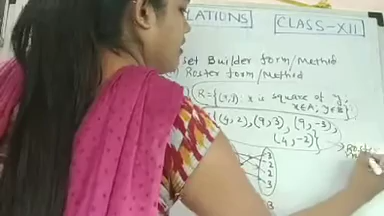 LATIONS CLASS-XII
set Builder form/Method
Roster form/Method
R={(x,y): x is square of y;
x∈A, y∈B}
(4,2), (9,3), (9,-3),
(4,-2)}
3
-2
2
-3
B